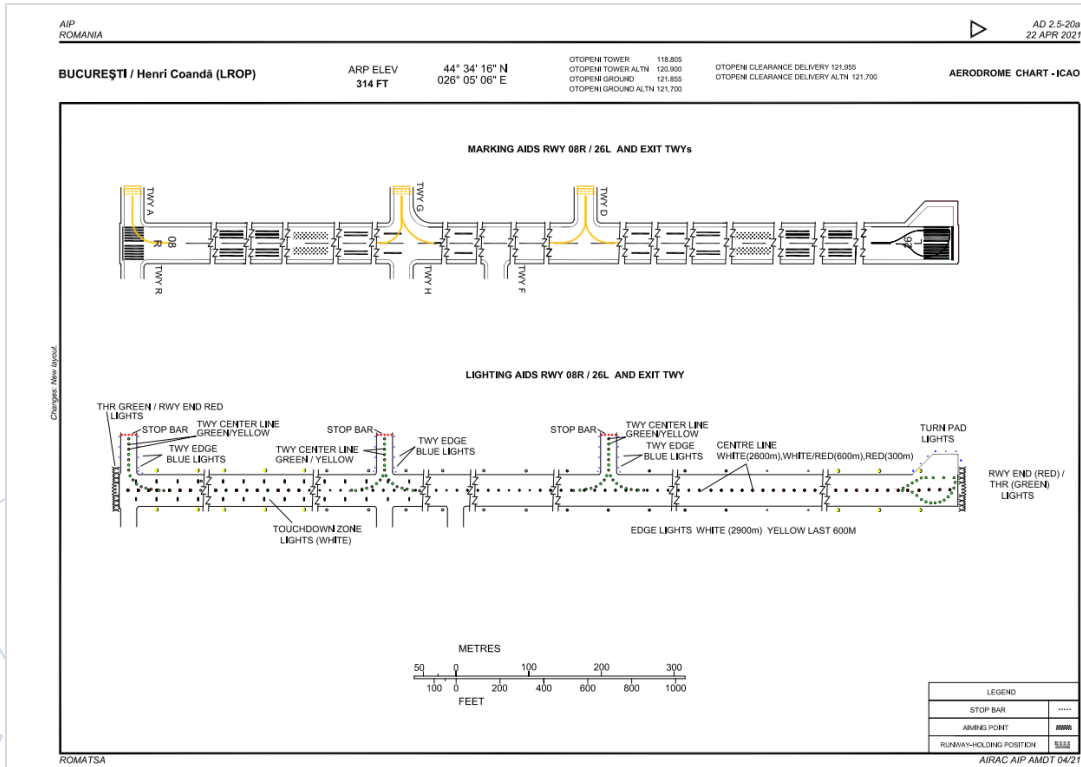 AIP
ROMANIA
AD 2.5-20a
22 APR 2021
BUCUREŞTI / Henri Coandă (LROP)
ARP ELEV
314 FT
44° 34' 16" N
026° 05' 06" E
OTOPENI TOWER 118.805
OTOPENI TOWER ALTN 120.900
OTOPENI GROUND 121.855
OTOPENI GROUND ALTN 121.700
OTOPENI CLEARANCE DELIVERY 121.955
OTOPENI CLEARANCE DELIVERY ALTN 121.700
AERODROME CHART - ICAO
MARKING AIDS RWY 08R / 26L AND EXIT TWYs
TWY A
TWY G
TWY D
08
R
26
L
TWY R
TWY H
TWY F
Changes: New layout.
LIGHTING AIDS RWY 08R / 26L AND EXIT TWY
THR GREEN / RWY END RED
LIGHTS
STOP BAR
TWY CENTER LINE
GREEN/YELLOW
TWY EDGE
BLUE LIGHTS
STOP BAR
TWY CENTER LINE
GREEN / YELLOW
TWY EDGE
BLUE LIGHTS
STOP BAR
TWY CENTER LINE
GREEN/YELLOW
TWY EDGE
BLUE LIGHTS
CENTRE LINE
WHITE(2600m),WHITE/RED(600m),RED(300m)
TURN PAD
LIGHTS
RWY END (RED) /
THR (GREEN)
LIGHTS
TOUCHDOWN ZONE
LIGHTS (WHITE)
EDGE LIGHTS WHITE (2900m) YELLOW LAST 600M
METRES
50 0 100 200 300
100 0 200 400 600 800 1000
FEET
LEGEND
STOP BAR
AIMING POINT
RUNWAY-HOLDING POSITION
ROMATSA
AIRAC AIP AMDT 04/21